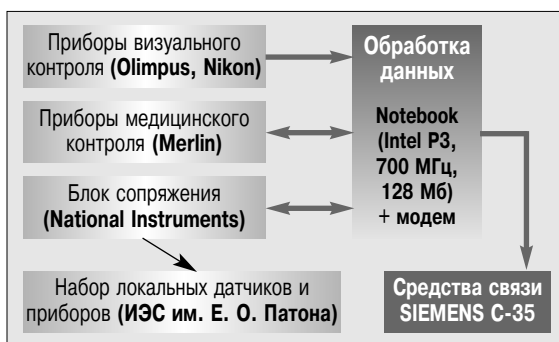 Приборы визуального
контроля (Olimpus, Nikon)
Приборы медицинского
контроля (Merlin)
Блок сопряжения
(National Instruments)
Набор локальных датчиков и
приборов (ИЭС им. Е. О. Патона)
Обработка
данных
Notebook
(Intel P3,
700 МГц,
128 Мб)
+ модем
Средства связи
SIEMENS C-35